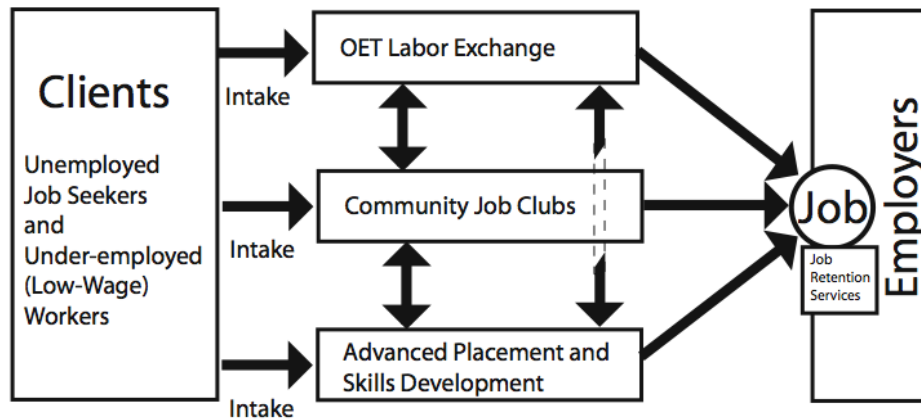 Clients
Unemployed
Job Seekers
and
Under-employed
(Low-Wage)
Workers
Intake
Intake
Intake
OET Labor Exchange
Community Job Clubs
Advanced Placement and
Skills Development
Job
Job
Retention
Services
Employers